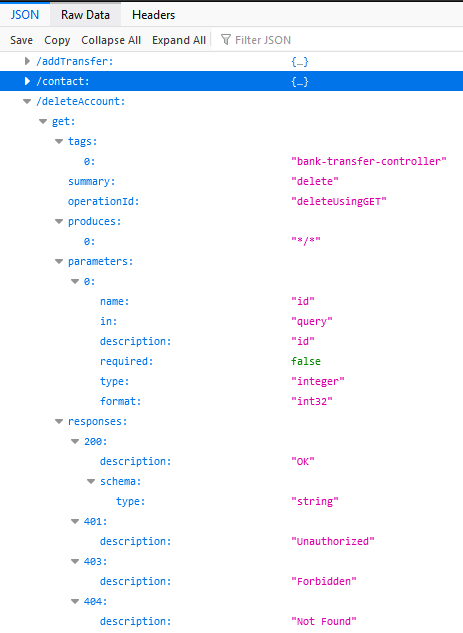 JSON Raw Data Headers
Save Copy Collapse All Expand All Filter JSON
/addTransfer: {…}
/contact: {…}
/deleteAccount:
get:
tags:
0: "bank-transfer-controller"
summary: "delete"
operationId: "deleteUsingGET"
produces:
0: "*/*"
parameters:
0:
name: "id"
in: "query"
description: "id"
required: false
type: "integer"
format: "int32"
responses:
200:
description: "OK"
schema:
type: "string"
401:
description: "Unauthorized"
403:
description: "Forbidden"
404:
description: "Not Found"